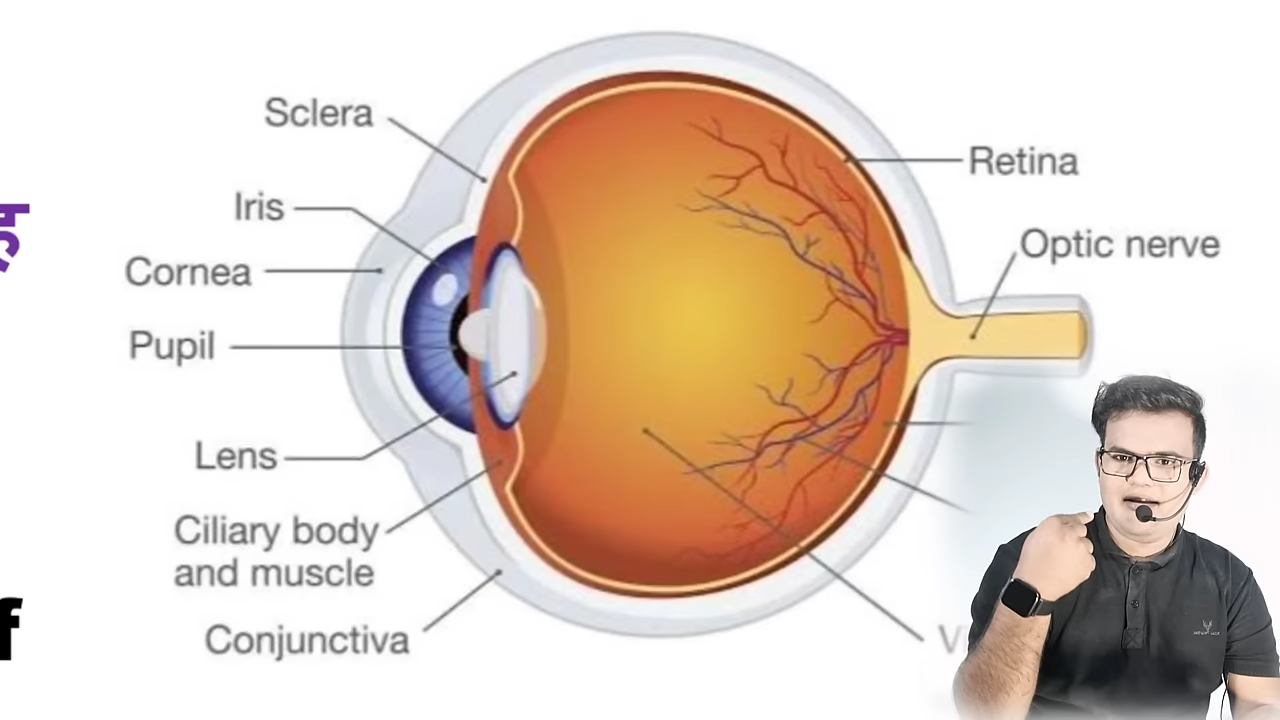 Sclera
Retina
Iris
Optic nerve
Cornea
Pupil
Lens
Ciliary body
and muscle
Conjunctiva